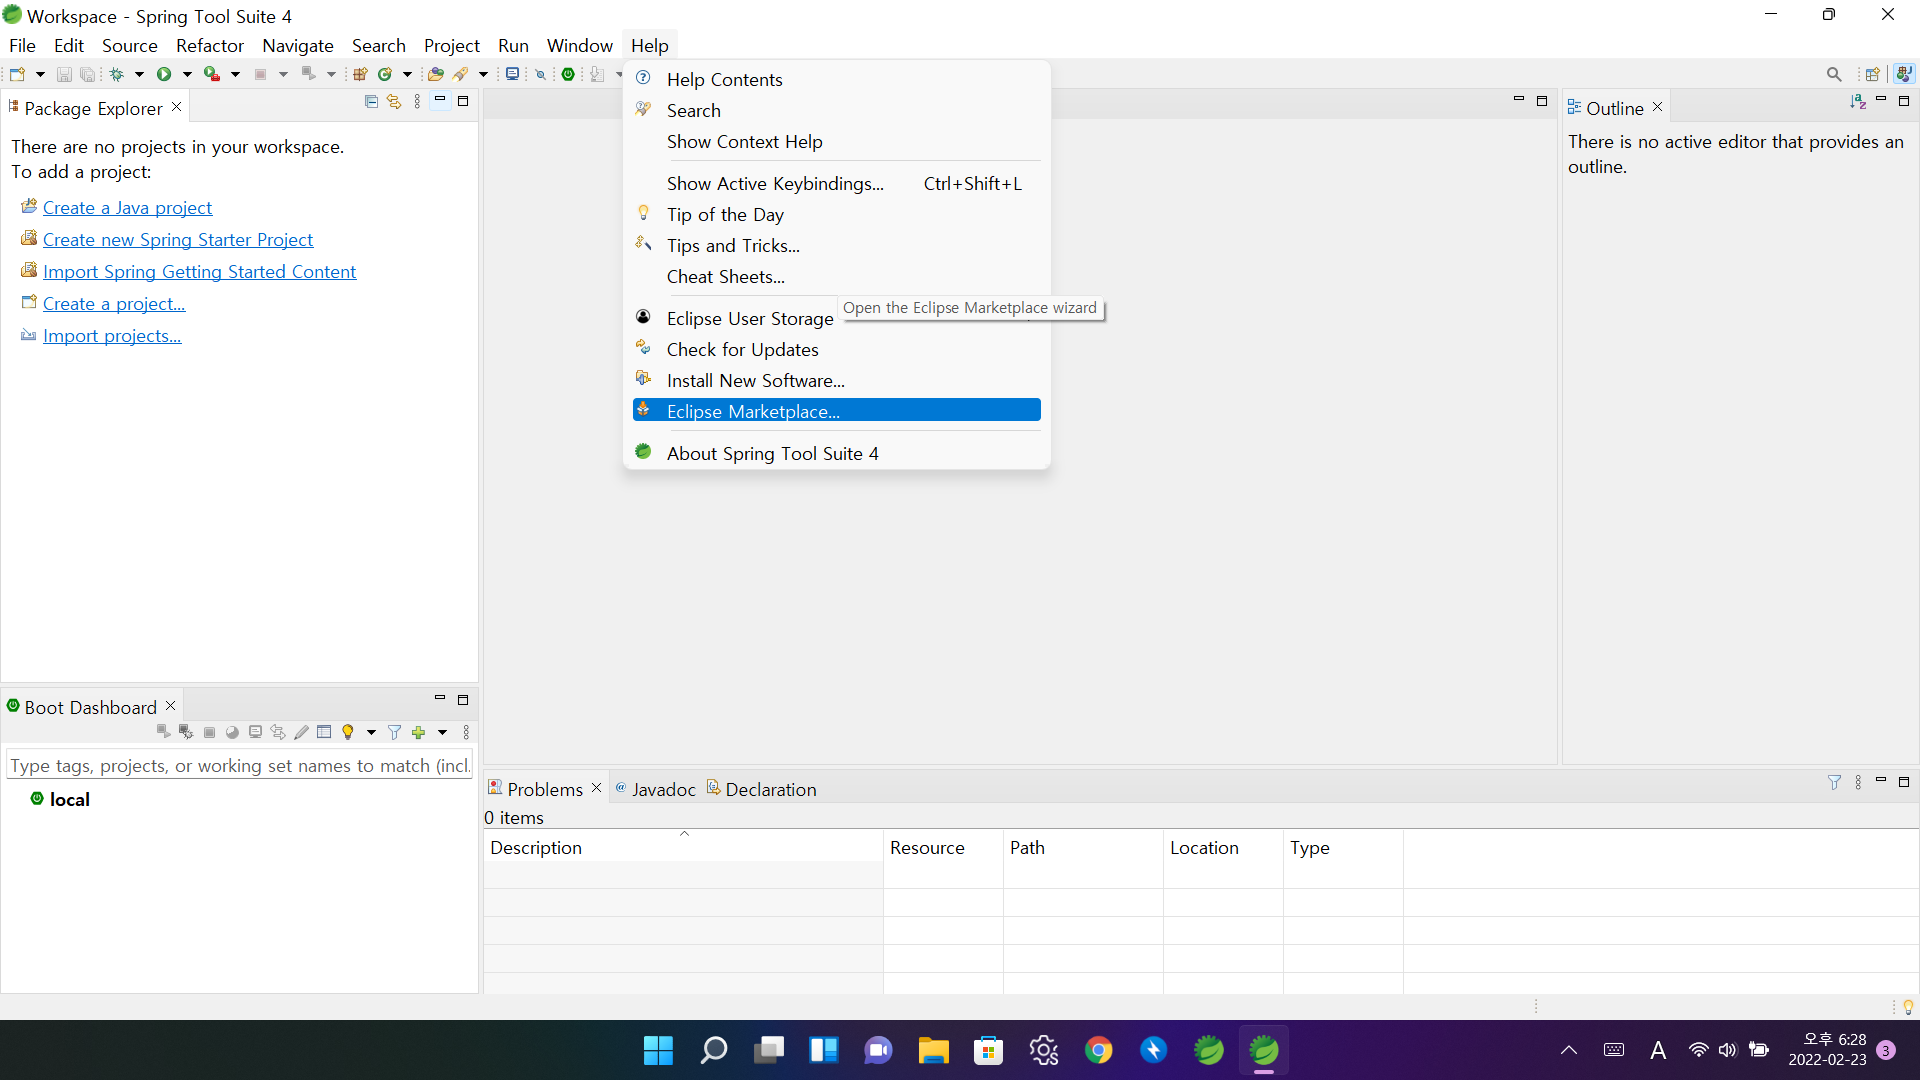 Workspace - Spring Tool Suite 4
File Edit Source Refactor Navigate Search Project Run Window Help
Package Explorer
There are no projects in your workspace.
To add a project:
Create a Java project
Create new Spring Starter Project
Import Spring Getting Started Content
Create a project...
Import projects...
Help Contents
Search
Show Context Help
Show Active Keybindings... Ctrl+Shift+L
Tip of the Day
Tips and Tricks...
Cheat Sheets...
Open the Eclipse Marketplace wizard
Eclipse User Storage
Check for Updates
Install New Software...
Eclipse Marketplace...
About Spring Tool Suite 4
Outline
There is no active editor that provides an
outline.
Boot Dashboard
Type tags, projects, or working set names to match (incl.
local
Problems Javadoc Declaration
0 items
Description Resource Path Location Type
A
오후 6:28
2022-02-23
3